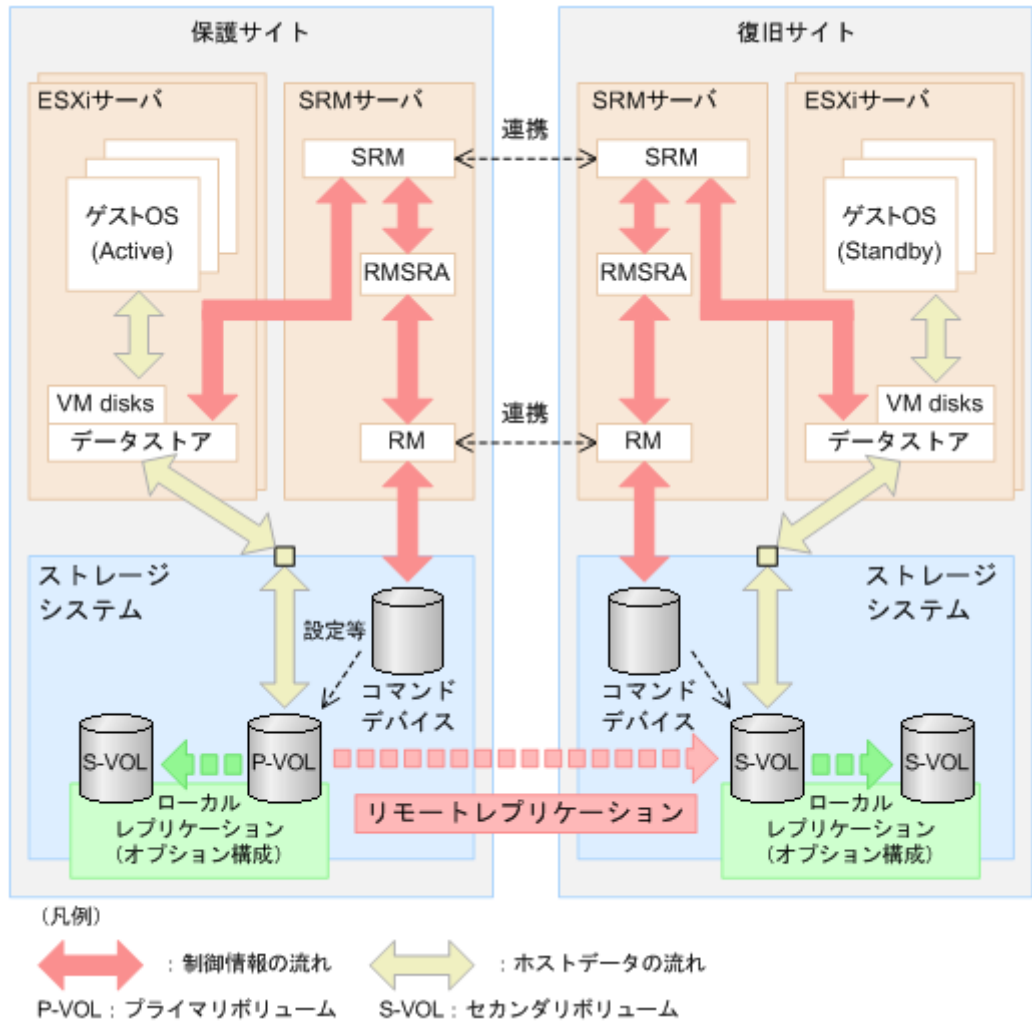 保護サイト
ESXiサーバ
ゲストOS
(Active)
VM disks
データストア
SRMサーバ
SRM
RMSRA
RM
連携
連携
復旧サイト
SRMサーバ
SRM
RMSRA
RM
ESXiサーバ
ゲストOS
(Standby)
VM disks
データストア
ストレージ
システム
設定等
コマンド
デバイス
S-VOL
P-VOL
ローカル
レプリケーション
(オプション構成)
リモートレプリケーション
ストレージ
システム
コマンド
デバイス
S-VOL
S-VOL
ローカル
レプリケーション
(オプション構成)
(凡例)
:制御情報の流れ
:ホストデータの流れ
P-VOL:プライマリボリューム
S-VOL:セカンダリボリューム